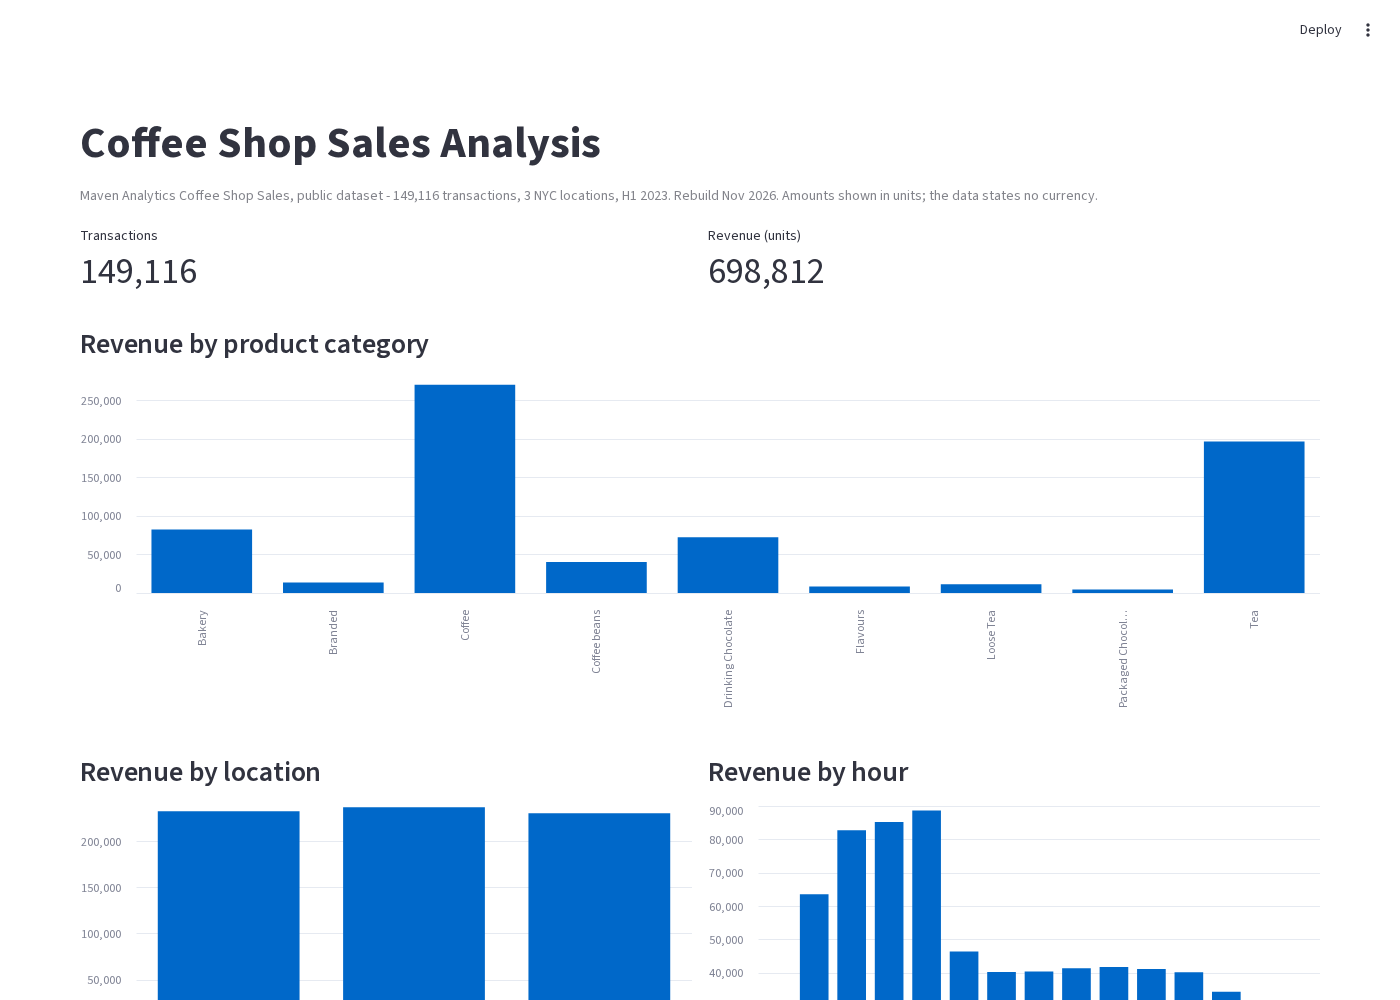 Deploy
Coffee Shop Sales Analysis
Maven Analytics Coffee Shop Sales, public dataset - 149,116 transactions, 3 NYC locations, H1 2023. Rebuild Nov 2026. Amounts shown in units; the data states no currency.
Transactions
149,116
Revenue (units)
698,812
Revenue by product category
250,000
200,000
150,000
100,000
50,000
0
Bakery
Branded
Coffee
Coffee beans
Drinking Chocolate
Flavours
Loose Tea
Packaged Chocol…
Tea
Revenue by location
200,000
150,000
100,000
50,000
Revenue by hour
90,000
80,000
70,000
60,000
50,000
40,000